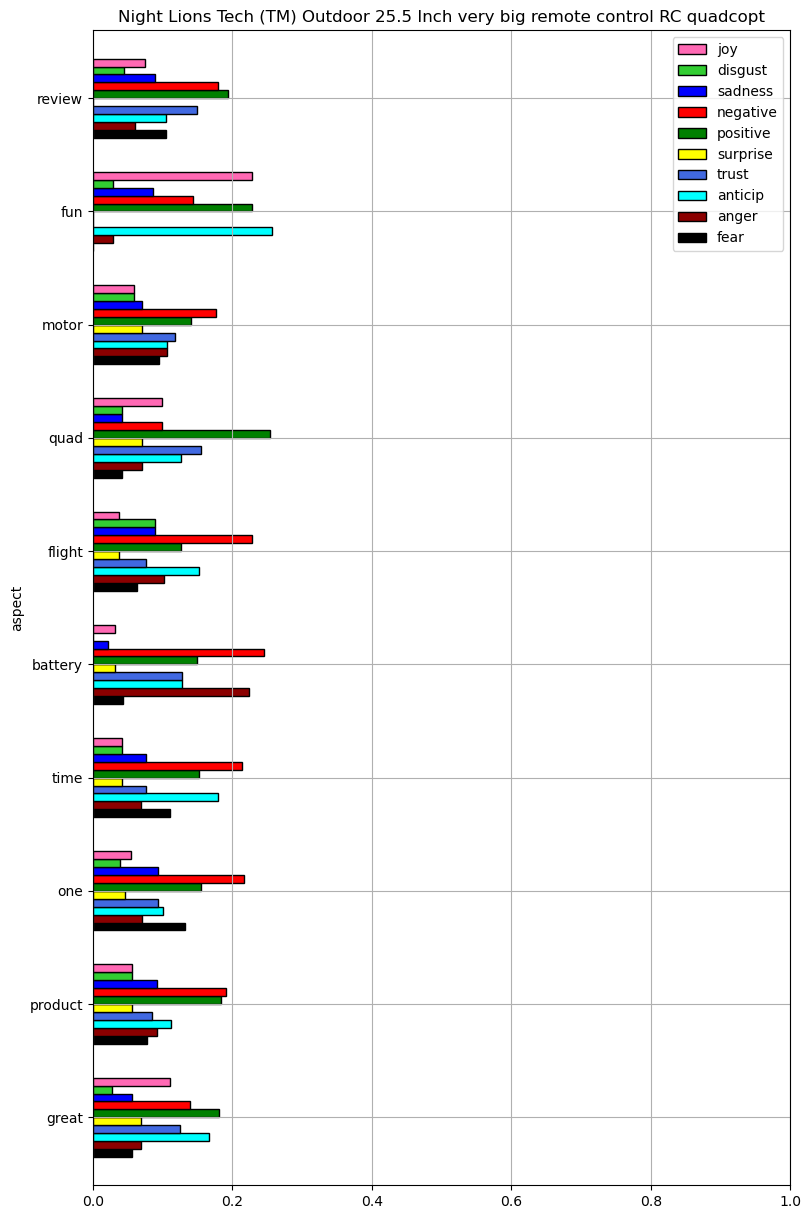 Night Lions Tech (TM) Outdoor 25.5 Inch very big remote control RC quadcopt
joy
disgust
sadness
negative
positive
surprise
trust
anticip
anger
fear
review
fun
motor
quad
flight
battery
time
one
product
great
aspect
0.0 0.2 0.4 0.6 0.8 1.0